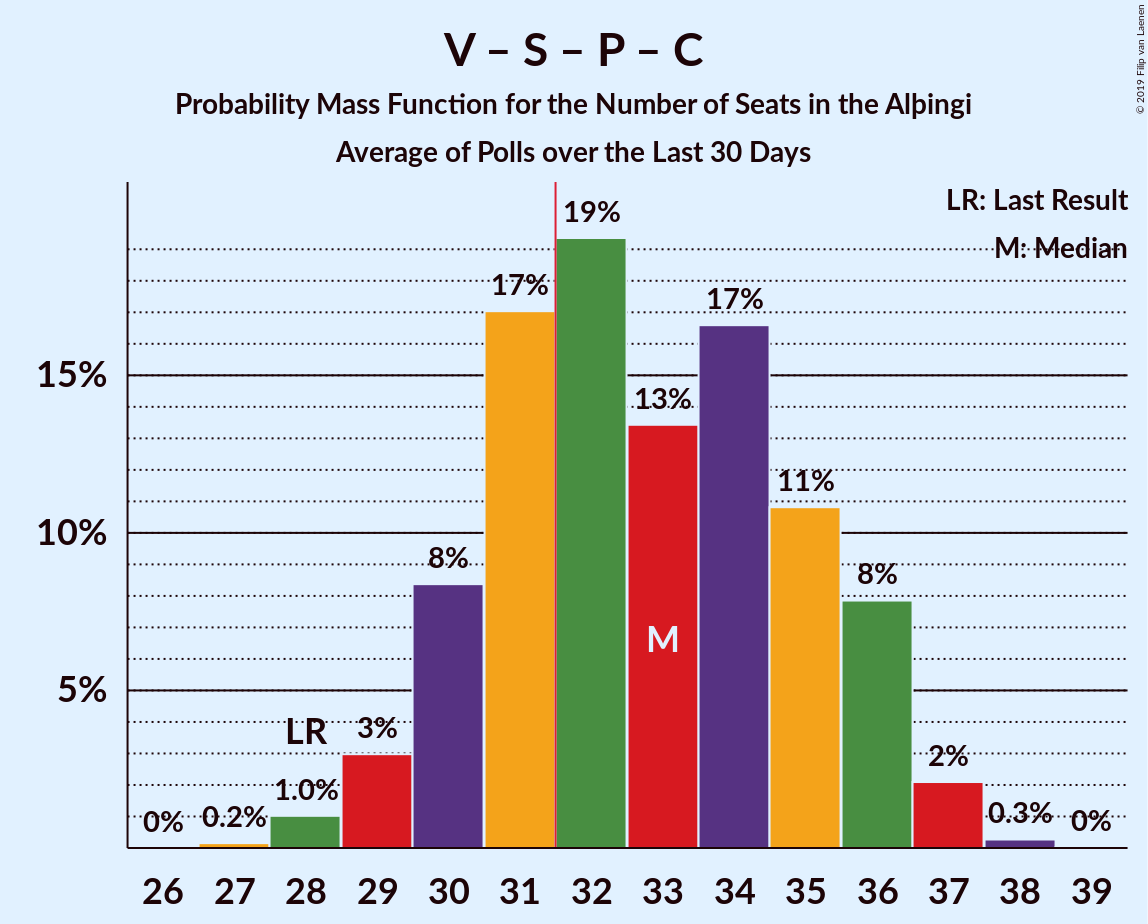 V – S – P – C
Probability Mass Function for the Number of Seats in the Alþingi
Average of Polls over the Last 30 Days
© 2019 Filip van Laenen
LR: Last Result
M: Median
19%
17%
17%
15%
13%
11%
10%
8%
8%
M
5%
LR
3%
2%
1.0%
0%
0.2%
0.3%
0%
26 27 28 29 30 31 32 33 34 35 36 37 38 39